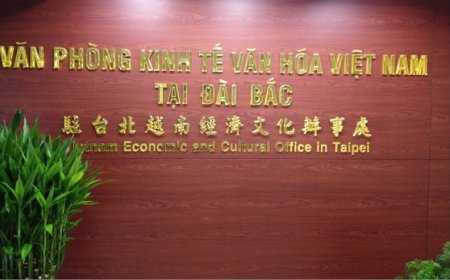 VĂN PHÒNG KINH TẾ VĂN HÓA VIỆT NAM
TẠI ĐÀI BẮC
駐台北越南經濟文化辦事處
Economic and Cultural Office in Taipei